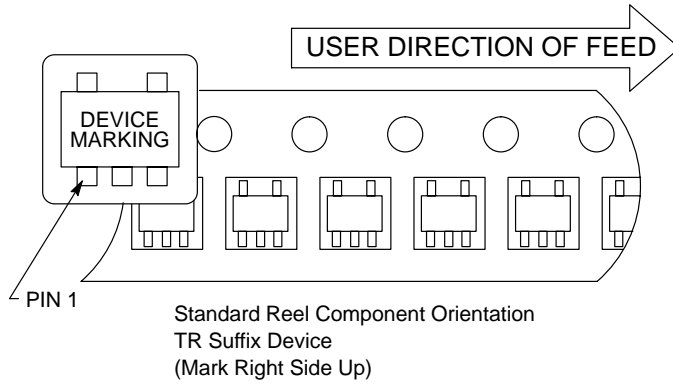 USER DIRECTION OF FEED
DEVICE
MARKING
PIN 1
Standard Reel Component Orientation
TR Suffix Device
(Mark Right Side Up)